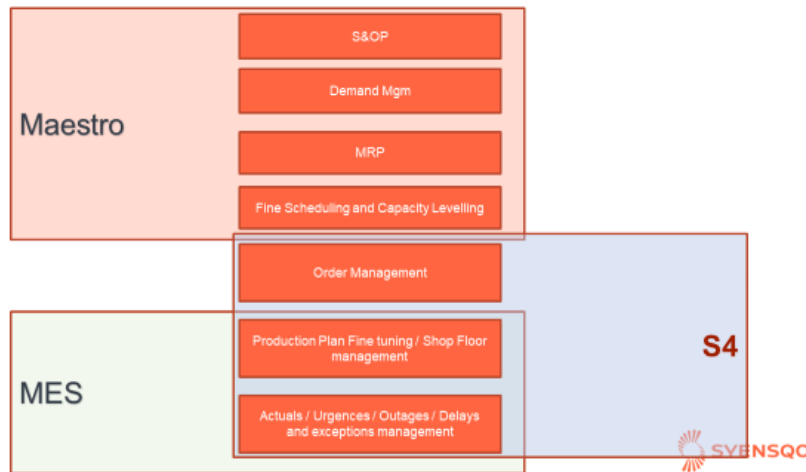 S&OP
Demand Mgm
Maestro
MRP
Fine Scheduling and Capacity Levelling
Order Management
Production Plan Fine tuning / Shop Floor
management
S4
MES
Actuals / Urgences / Outages / Delays
and exceptions management
SYENSQO